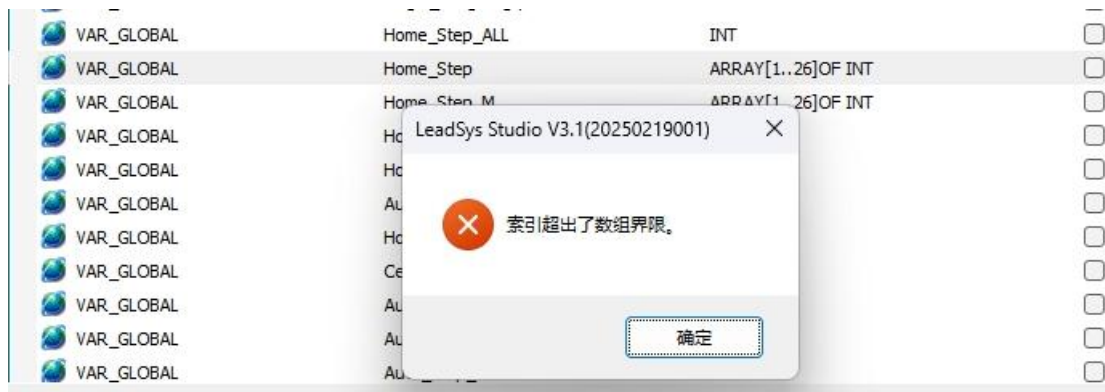 VAR_GLOBAL Home_Step_ALL INT
VAR_GLOBAL Home_Step ARRAY[1..26]OF INT
VAR_GLOBAL Home_Step_M ARRAY[1..26]OF INT
LeadSys Studio V3.1(20250219001)
VAR_GLOBAL
VAR_GLOBAL
VAR_GLOBAL
索引超出了数组界限。
VAR_GLOBAL
VAR_GLOBAL
VAR_GLOBAL
VAR_GLOBAL
确定
VAR_GLOBAL